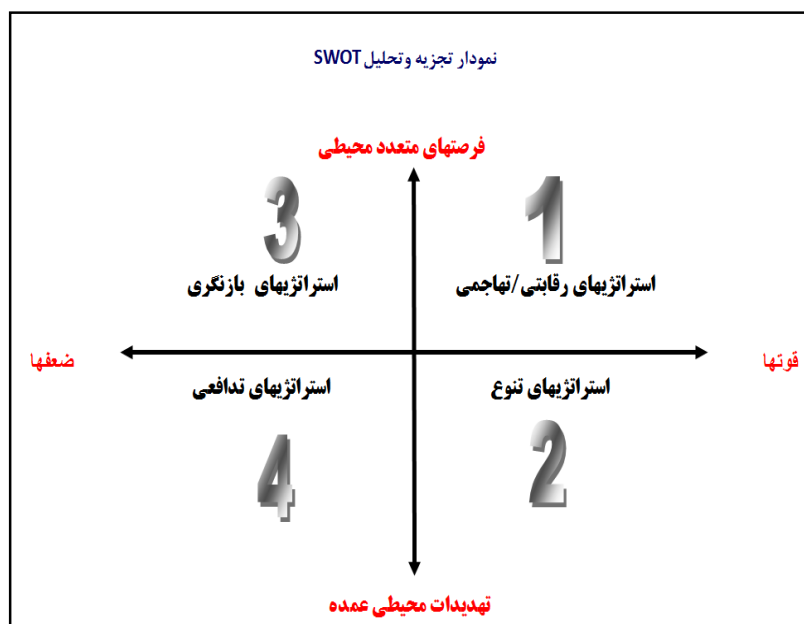 نمودار تجزیه وتحلیل SWOT
فرصتهای متعدد محیطی
1
3
استراتژیهای رقابتی/تهاجمی
استراتژیهای بازنگری
قوتها
ضعفها
استراتژیهای تنوع
استراتژیهای تدافعی
2
4
تهدیدات محیطی عمده